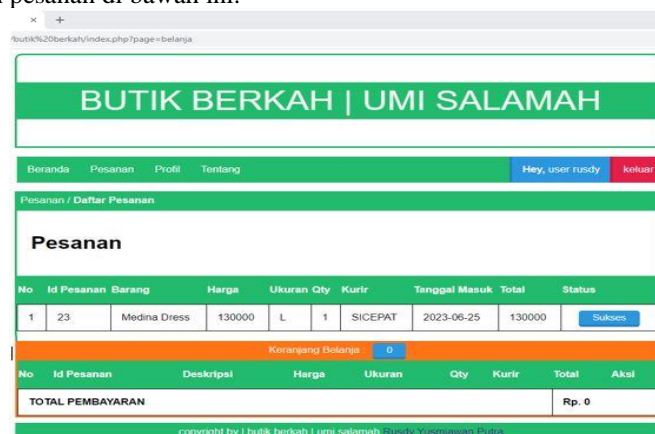 pesanan di bawah ini:
butik%20berkah/index.php?page=belanja
BUTIK BERKAH | UMI SALAMAH
Beranda Pesanan Profil Tentang Hey, user rusdy keluar
Pesanan / Daftar Pesanan
Pesanan
No Id Pesanan Barang Harga Ukuran Qty Kurir Tanggal Masuk Total Status
1 23 Medina Dress 130000 L 1 SICEPAT 2023-06-25 130000 Sukses
Keranjang Belanja : 0
No Id Pesanan Deskripsi Harga Ukuran Qty Kurir Total Aksi
TOTAL PEMBAYARAN Rp. 0
copyright by | butik berkah | umi salamah Rusdy Yusmiawan Putra